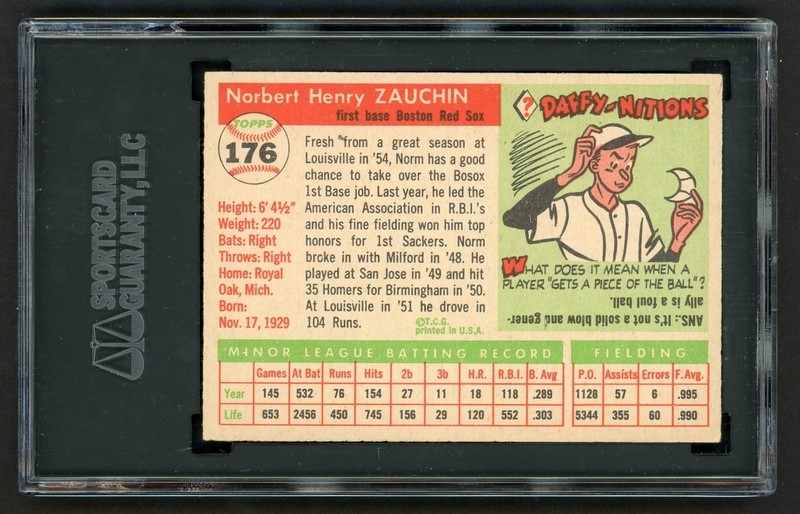 SPORTSCARD
GUARANTY, LLC
Norbert Henry ZAUCHIN
first base Boston Red Sox
TOPPS
176
Height: 6' 4½"
Weight: 220
Bats: Right
Throws: Right
Home: Royal
Oak, Mich.
Born:
Nov. 17, 1929
Fresh from a great season at
Louisville in '54, Norm has a good
chance to take over the Bosox
1st Base job. Last year, he led the
American Association in R.B.I.'s
and his fine fielding won him top
honors for 1st Sackers. Norm
broke in with Milford in '48. He
played at San Jose in '49 and hit
35 Homers for Birmingham in '50.
At Louisville in '51 he drove in
104 Runs.
©T.C.G.
printed in U.S.A.
? DAFFY-NITIONS
WHAT DOES IT MEAN WHEN A
PLAYER "GETS A PIECE OF THE BALL"?
ANS.: It's not a solid blow and gener-
ally is a foul ball.
MINOR LEAGUE BATTING RECORD FIELDING
Games At Bat Runs Hits 2b 3b H.R. R.B.I. B. Avg P.O. Assists Errors F. Avg.
Year 145 532 76 154 27 11 18 118 .289 1128 57 6 .995
Life 653 2456 450 745 156 29 120 552 .303 5344 355 60 .990